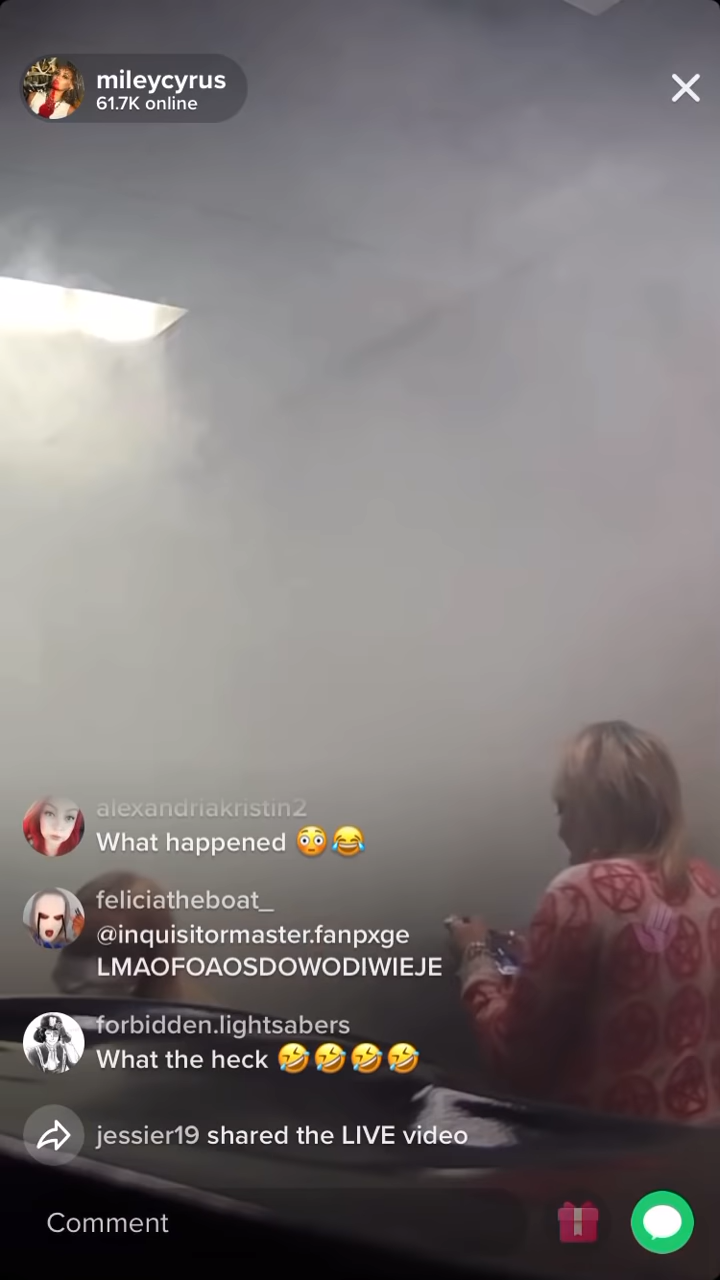 mileycyrus
61.7K online
alexandriakristin2
What happened 😳😂
feliciatheboat_
@inquisitormaster.fanpxge
LMAOFOAOSDOWODIWIEJE
forbidden.lightsabers
What the heck 🤣🤣🤣🤣
jessier19 shared the LIVE video
Comment